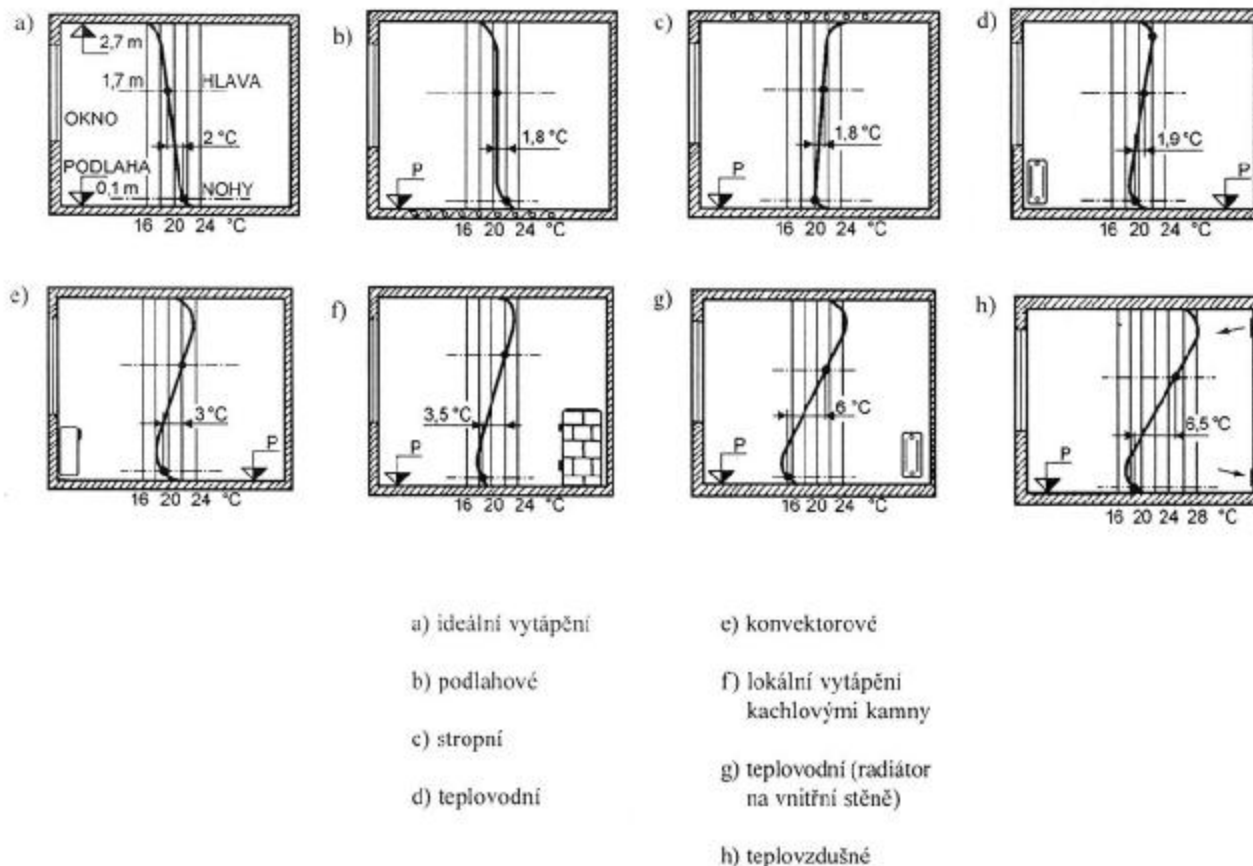 a)
2,7 m
1,7 m
HLAVA
OKNO
2 °C
PODLAHA
0,1 m
NOHY
16 20 24 °C
b)
1,8 °C
P
16 20 24 °C
c)
1,8 °C
P
16 20 24 °C
d)
1,9 °C
P
16 20 24 °C
e)
3 °C
P
16 20 24 °C
f)
3,5 °C
P
16 20 24 °C
g)
6 °C
P
16 20 24 °C
h)
6,5 °C
P
16 20 24 28 °C
a) ideální vytápění
b) podlahové
c) stropní
d) teplovodní
e) konvektorové
f) lokální vytápění
kachlovými kamny
g) teplovodní (radiátor
na vnitřní stěně)
h) teplovzdušné